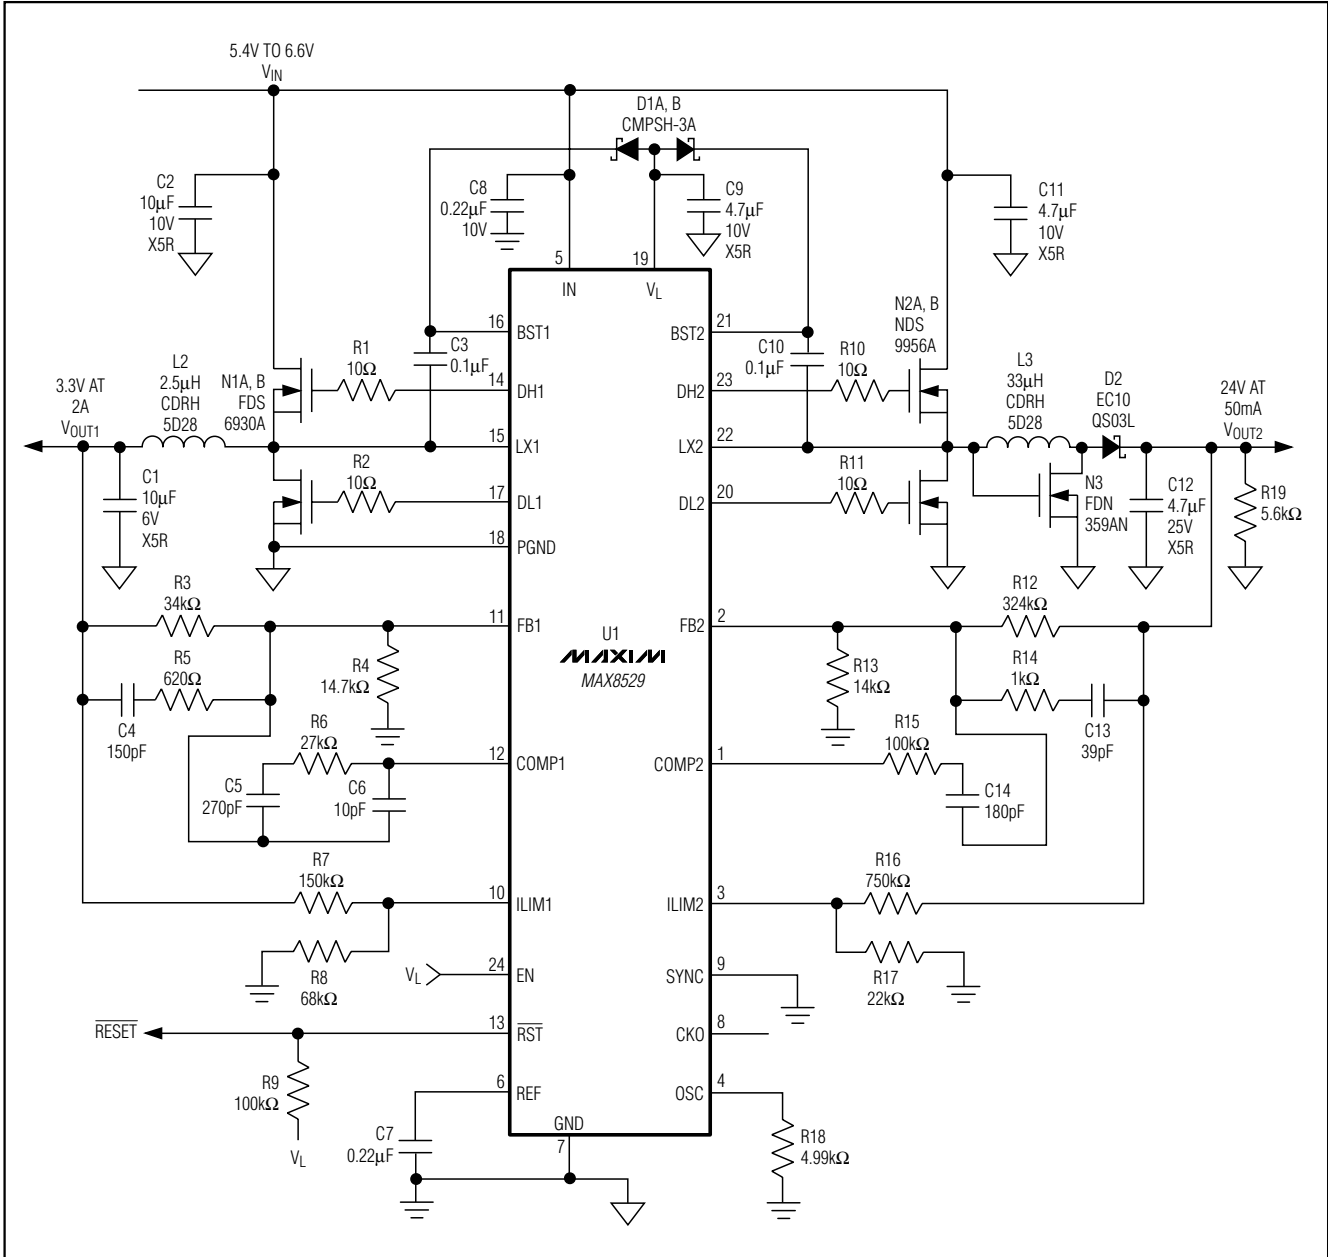 5.4V TO 6.6V
VIN
D1A, B
CMPSH-3A
C2
10µF
10V
X5R
C8
0.22µF
10V
C9
4.7µF
10V
X5R
C11
4.7µF
10V
X5R
5
19
IN
VL
16
BST1
BST2
21
N2A, B
NDS
9956A
C3
0.1µF
C10
0.1µF
R1
10Ω
R10
10Ω
L2
2.5µH
CDRH
5D28
N1A, B
FDS
6930A
14
DH1
DH2
23
L3
33µH
CDRH
5D28
D2
EC10
QS03L
3.3V AT
2A
VOUT1
24V AT
50mA
VOUT2
15
LX1
LX2
22
C1
10µF
6V
X5R
R2
10Ω
R11
10Ω
17
DL1
DL2
20
N3
FDN
359AN
C12
4.7µF
25V
X5R
R19
5.6kΩ
18
PGND
R3
34kΩ
R12
324kΩ
11
FB1
FB2
2
U1
MAXIM
MAX8529
R5
620Ω
R4
14.7kΩ
R13
14kΩ
R14
1kΩ
C4
150pF
C13
39pF
R6
27kΩ
R15
100kΩ
12
COMP1
COMP2
1
C5
270pF
C6
10pF
C14
180pF
R7
150kΩ
R16
750kΩ
10
ILIM1
ILIM2
3
R8
68kΩ
R17
22kΩ
VL
24
EN
SYNC
9
RESET
13
RST
CKO
8
R9
100kΩ
VL
6
REF
OSC
4
C7
0.22µF
GND
7
R18
4.99kΩ